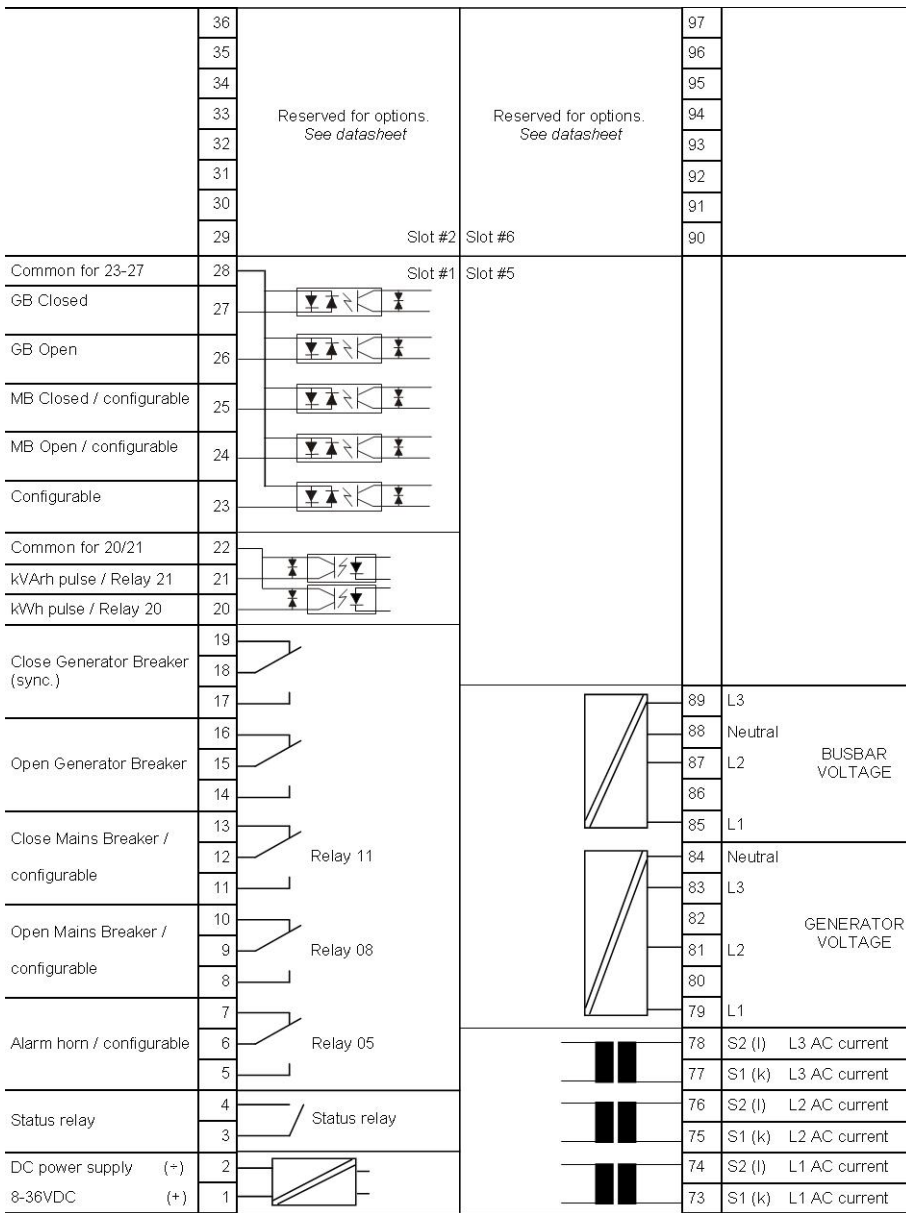 36 97
35 96
34 95
33 Reserved for options. Reserved for options. 94
32 See datasheet See datasheet 93
31 92
30 91
29 Slot #2 Slot #6 90
Common for 23-27 28 Slot #1 Slot #5
GB Closed 27
GB Open 26
MB Closed / configurable 25
MB Open / configurable 24
Configurable 23
Common for 20/21 22
kVArh pulse / Relay 21 21
kWh pulse / Relay 20 20
19
Close Generator Breaker 18
(sync.)
17 89 L3
16 88 Neutral
Open Generator Breaker 15 87 L2 BUSBAR
VOLTAGE
14 86
13 85 L1
Close Mains Breaker /
12 Relay 11 84 Neutral
configurable
11 83 L3
10 82 GENERATOR
Open Mains Breaker /
9 Relay 08 81 L2 VOLTAGE
configurable
8 80
7 79 L1
Alarm horn / configurable 6 Relay 05 78 S2 (l) L3 AC current
5 77 S1 (k) L3 AC current
4 76 S2 (l) L2 AC current
Status relay Status relay
3 75 S1 (k) L2 AC current
DC power supply (÷) 2 74 S2 (l) L1 AC current
8-36VDC (+) 1 73 S1 (k) L1 AC current